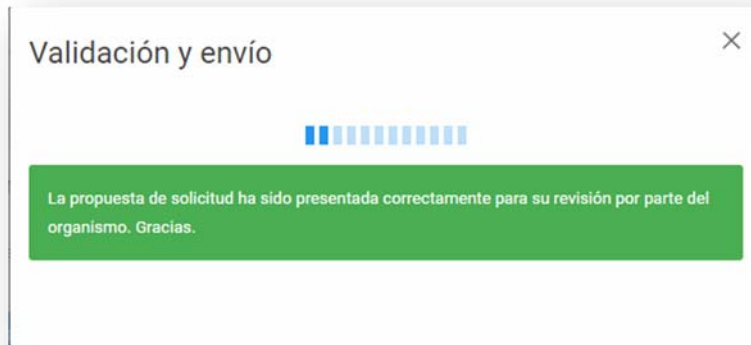 Validación y envío
La propuesta de solicitud ha sido presentada correctamente para su revisión por parte del
organismo. Gracias.